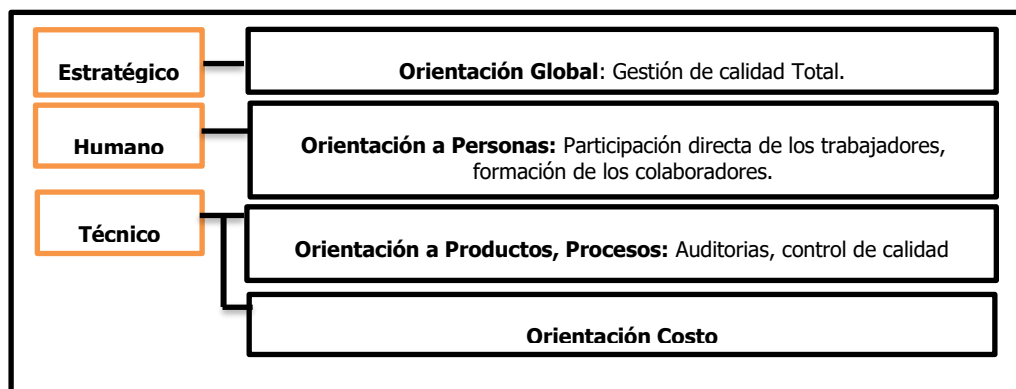 Estratégico
Orientación Global: Gestión de calidad Total.
Humano
Orientación a Personas: Participación directa de los trabajadores,
formación de los colaboradores.
Técnico
Orientación a Productos, Procesos: Auditorias, control de calidad
Orientación Costo